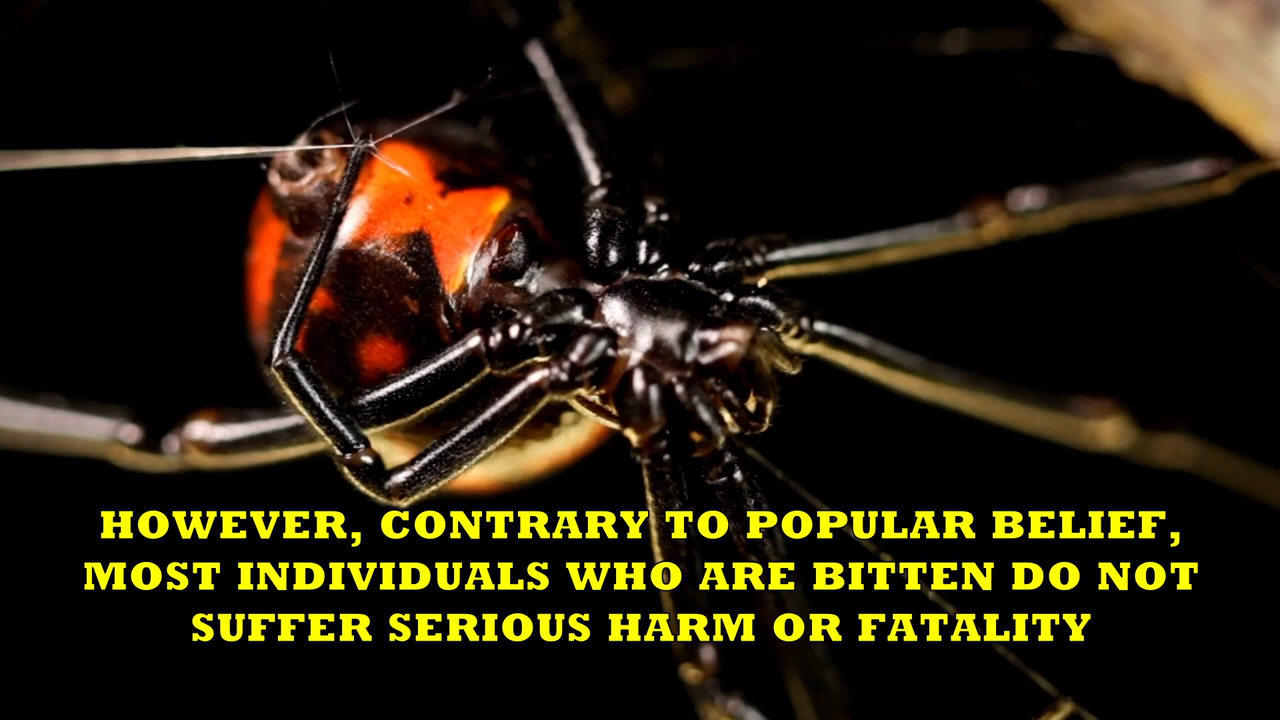 HOWEVER, CONTRARY TO POPULAR BELIEF,
MOST INDIVIDUALS WHO ARE BITTEN DO NOT
SUFFER SERIOUS HARM OR FATALITY